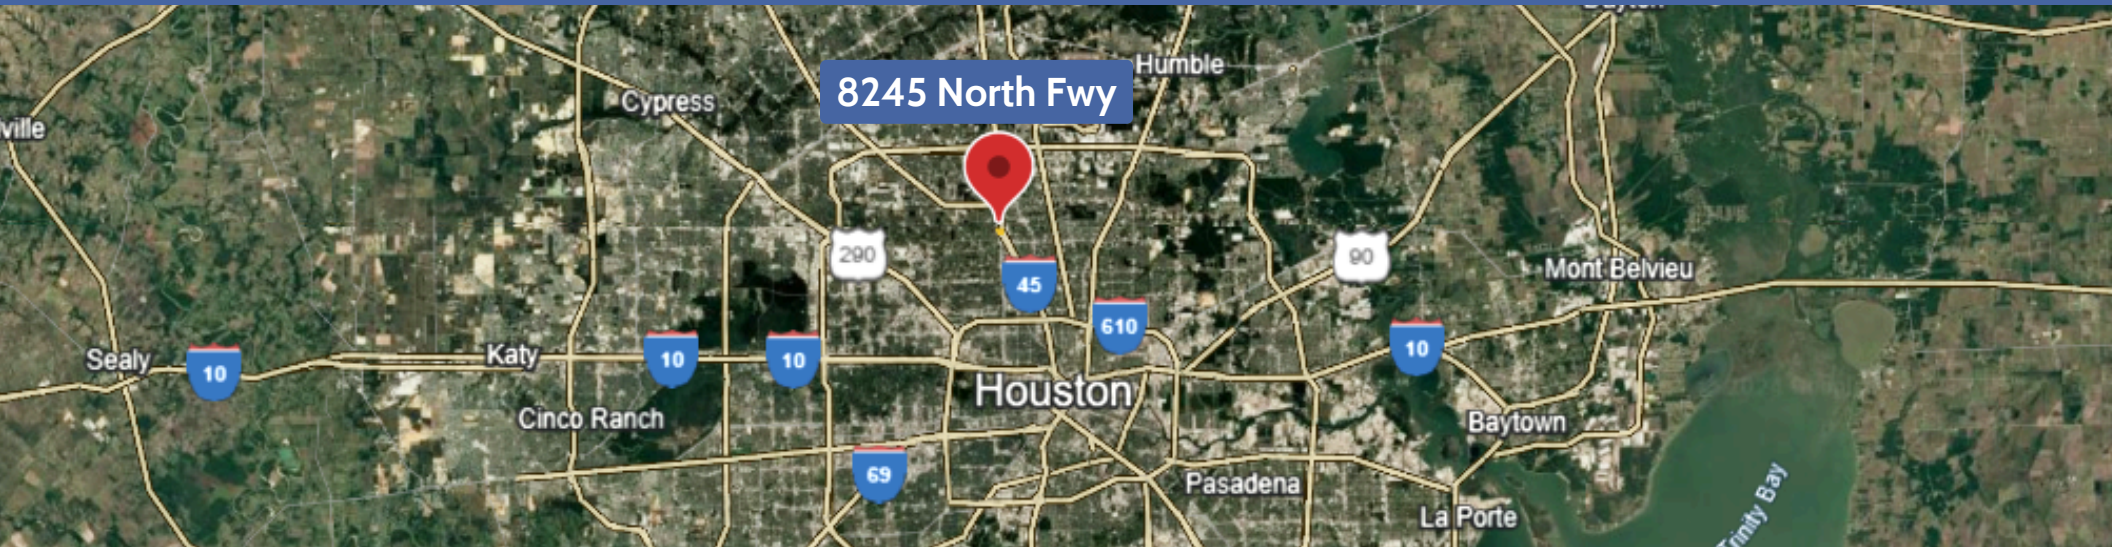 Dayton
Humble
8245 North Fwy
Cypress
ville
290
90
45
Mont Belvieu
610
Sealy
10
Katy
10
10
10
Houston
Cinco Ranch
Baytown
69
Pasadena
La Porte
Trinity Bay